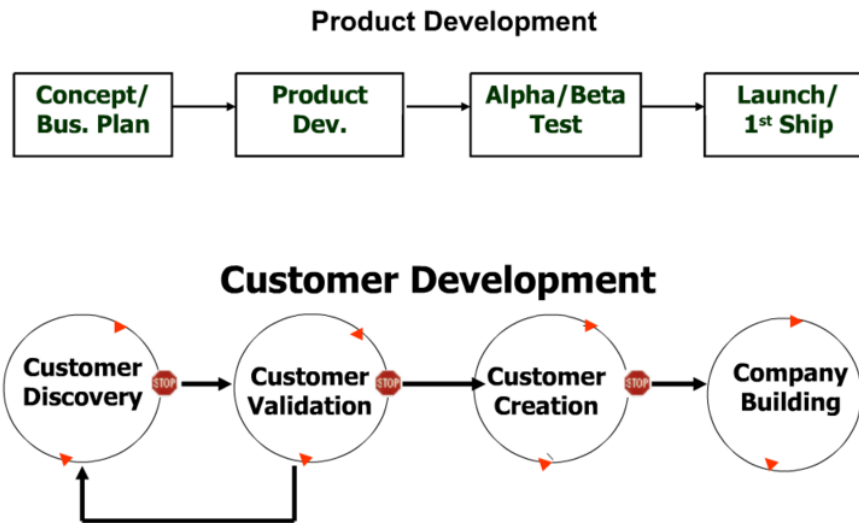 Product Development
Concept/
Bus. Plan
Product
Dev.
Alpha/Beta
Test
Launch/
1st Ship
Customer Development
Customer
Discovery
STOP
Customer
Validation
STOP
Customer
Creation
STOP
Company
Building